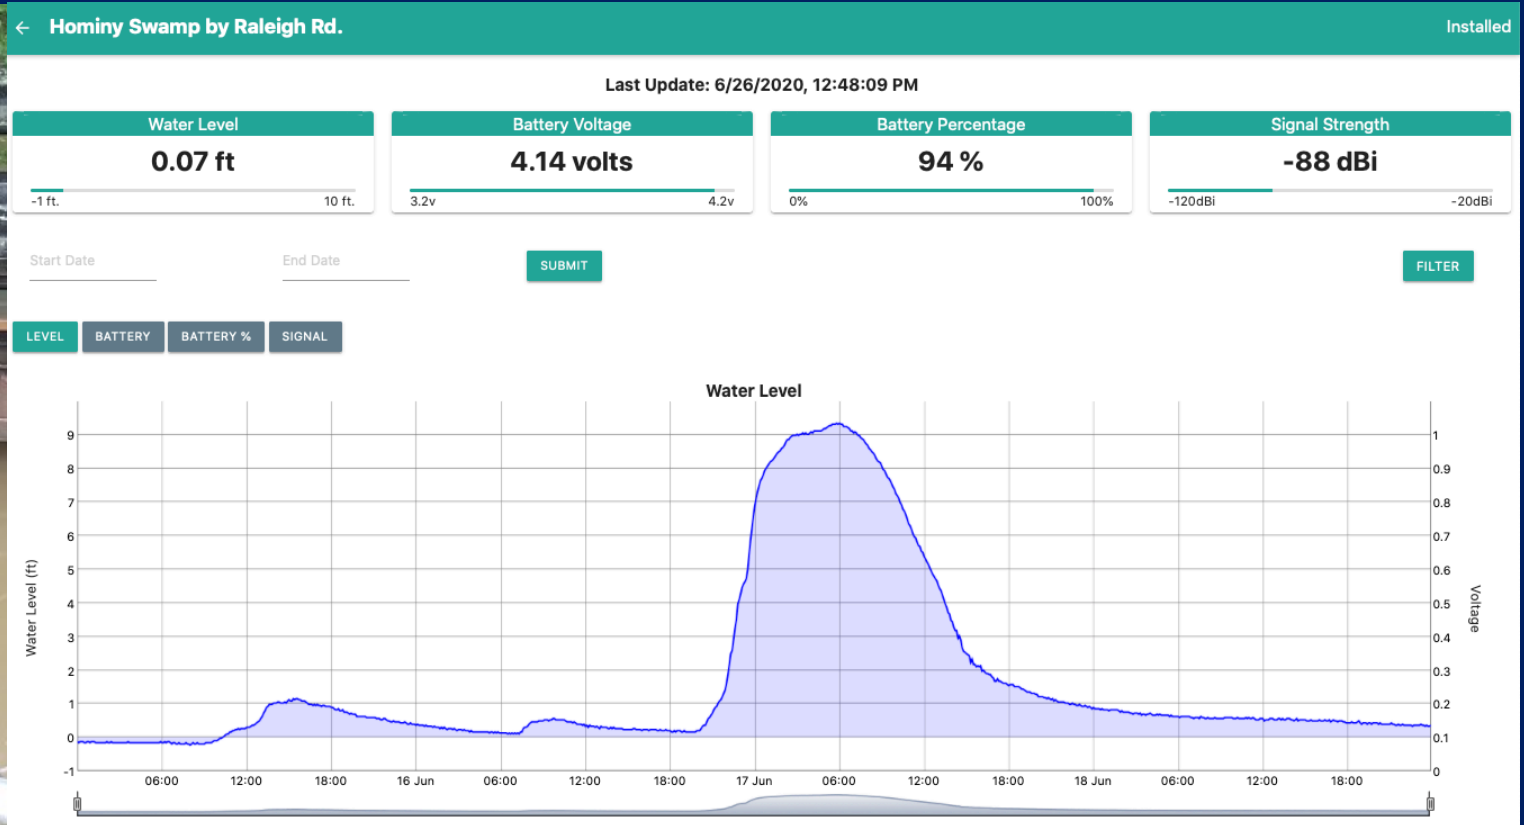 ← Hominy Swamp by Raleigh Rd. Installed
Last Update: 6/26/2020, 12:48:09 PM
Water Level Battery Voltage Battery Percentage Signal Strength
0.07 ft 4.14 volts 94 % -88 dBi
-1 ft. 10 ft. 3.2v 4.2v 0% 100% -120dBi -20dBi
Start Date End Date SUBMIT FILTER
LEVEL BATTERY BATTERY % SIGNAL
Water Level
9 1
8 0.9
7 0.8
6 0.7
5 0.6
4 0.5
3 0.4
2 0.3
1 0.2
0 0.1
-1 0
Water Level (ft)
Voltage
06:00 12:00 18:00 16 Jun 06:00 12:00 18:00 17 Jun 06:00 12:00 18:00 18 Jun 06:00 12:00 18:00